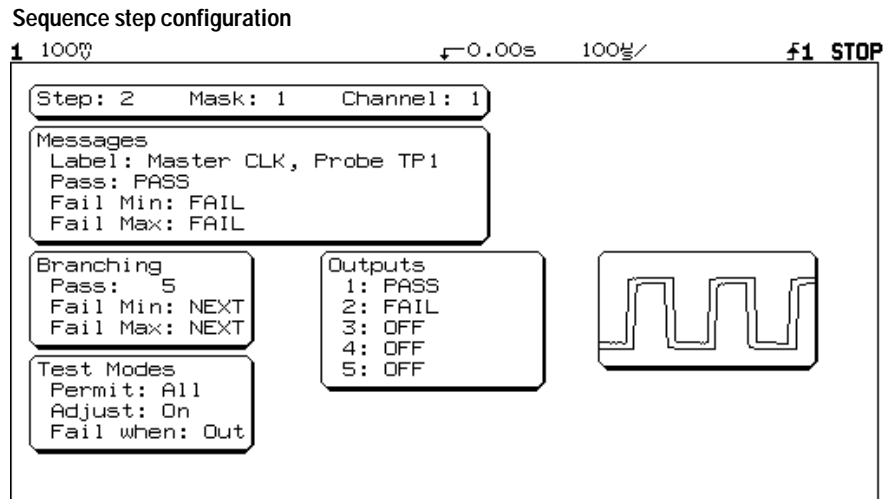 Sequence step configuration
1 100㎷ 0.00s 100㎲/ 1 STOP
Step: 2 Mask: 1 Channel: 1
Messages
Label: Master CLK, Probe TP1
Pass: PASS
Fail Min: FAIL
Fail Max: FAIL
Branching
Pass: 5
Fail Min: NEXT
Fail Max: NEXT
Outputs
1: PASS
2: FAIL
3: OFF
4: OFF
5: OFF
Test Modes
Permit: All
Adjust: On
Fail when: Out